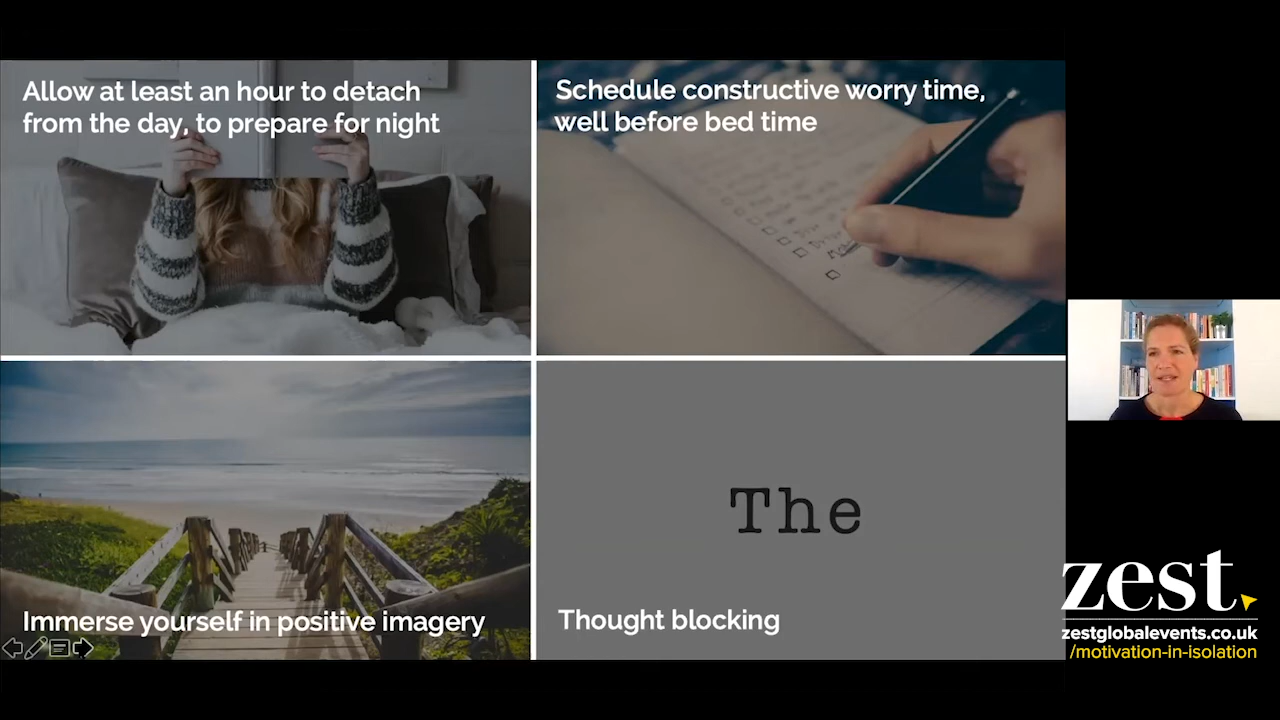 Allow at least an hour to detach
from the day, to prepare for night
Schedule constructive worry time,
well before bed time
Immerse yourself in positive imagery
The
Thought blocking
zest
zestglobalevents.co.uk
/motivation-in-isolation